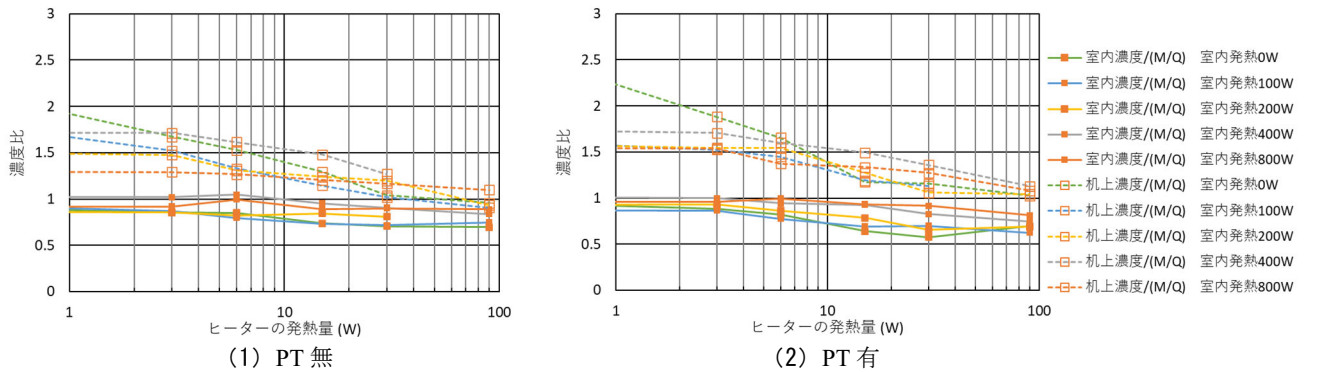 3
2.5
2
1.5
1
0.5
0
濃度比
1
10
100
ヒーターの発熱量 (W)
(1) PT 無
3
2.5
2
1.5
1
0.5
0
濃度比
1
10
100
ヒーターの発熱量 (W)
(2) PT 有
室内濃度/(M/Q) 室内発熱0W
室内濃度/(M/Q) 室内発熱100W
室内濃度/(M/Q) 室内発熱200W
室内濃度/(M/Q) 室内発熱400W
室内濃度/(M/Q) 室内発熱800W
机上濃度/(M/Q) 室内発熱0W
机上濃度/(M/Q) 室内発熱100W
机上濃度/(M/Q) 室内発熱200W
机上濃度/(M/Q) 室内発熱400W
机上濃度/(M/Q) 室内発熱800W